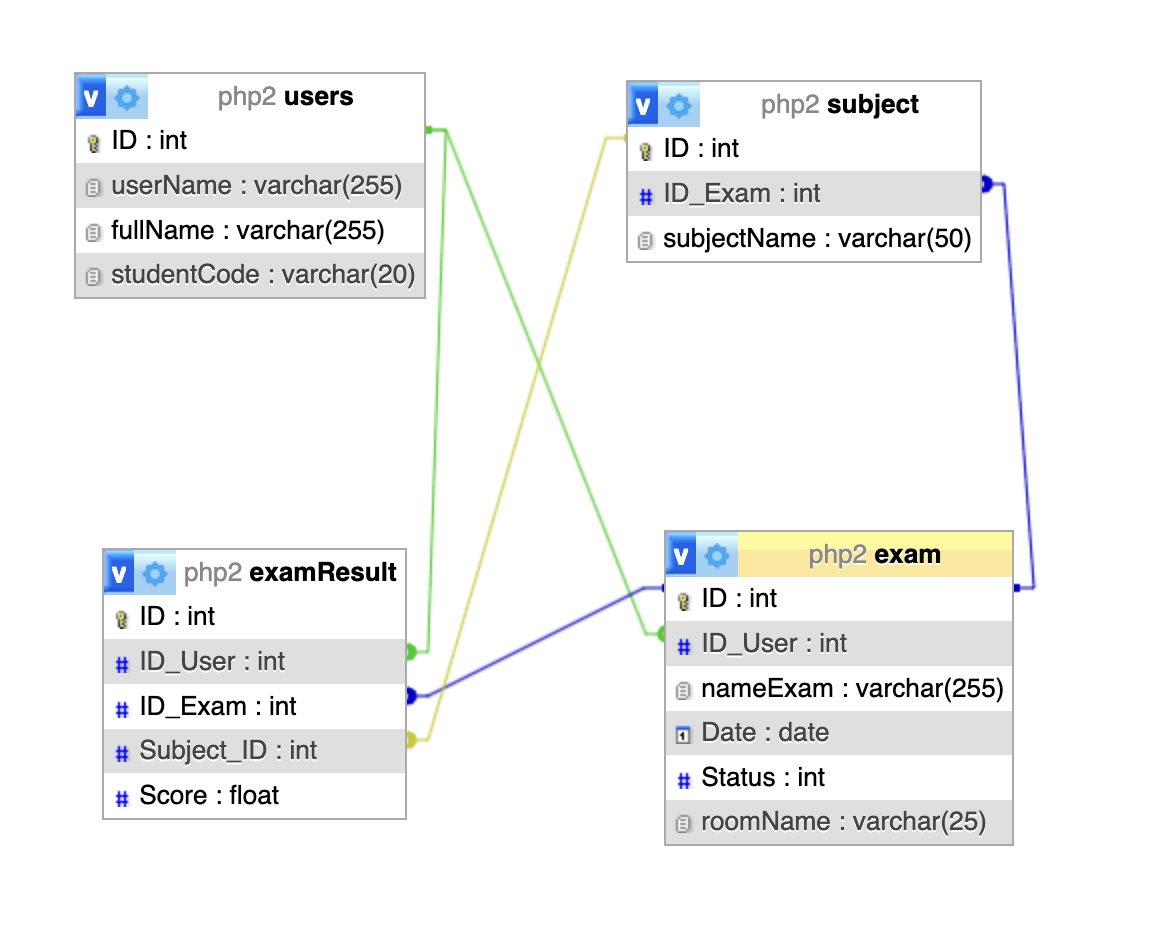 v php2 users
ID : int
userName : varchar(255)
fullName : varchar(255)
studentCode : varchar(20)
v php2 subject
ID : int
# ID_Exam : int
subjectName : varchar(50)
v php2 examResult
ID : int
# ID_User : int
# ID_Exam : int
# Subject_ID : int
# Score : float
v php2 exam
ID : int
# ID_User : int
nameExam : varchar(255)
1 Date : date
# Status : int
roomName : varchar(25)